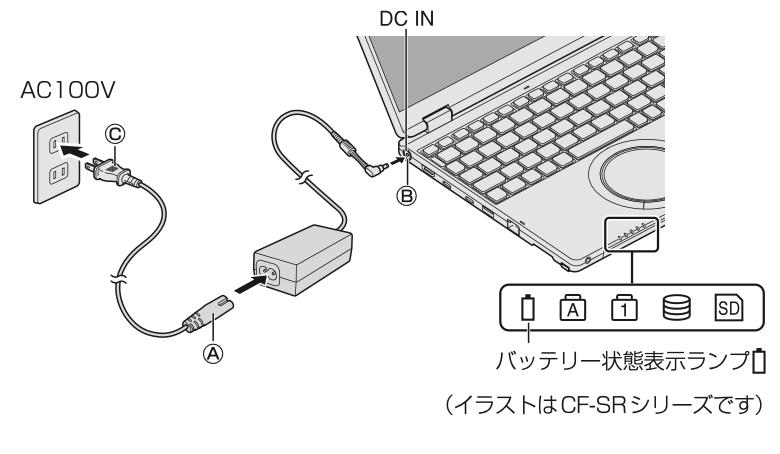 DC IN
AC100V
Ⓒ
Ⓑ
Ⓐ
A 1 SD
バッテリー状態表示ランプ
（イラストはCF-SRシリーズです）